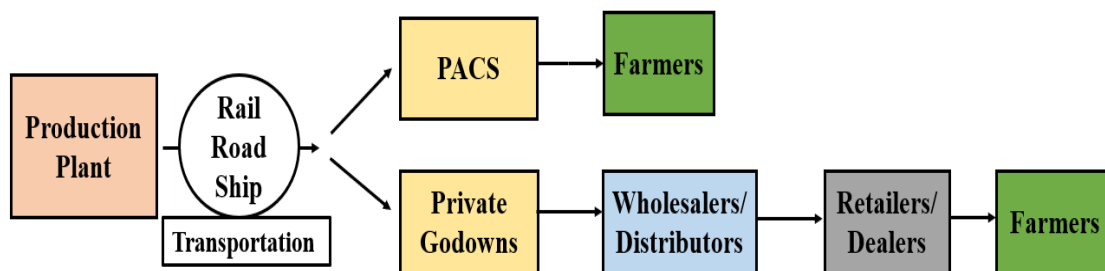 Production
Plant
Rail
Road
Ship
Transportation
PACS
Farmers
Private
Godowns
Wholesalers/
Distributors
Retailers/
Dealers
Farmers